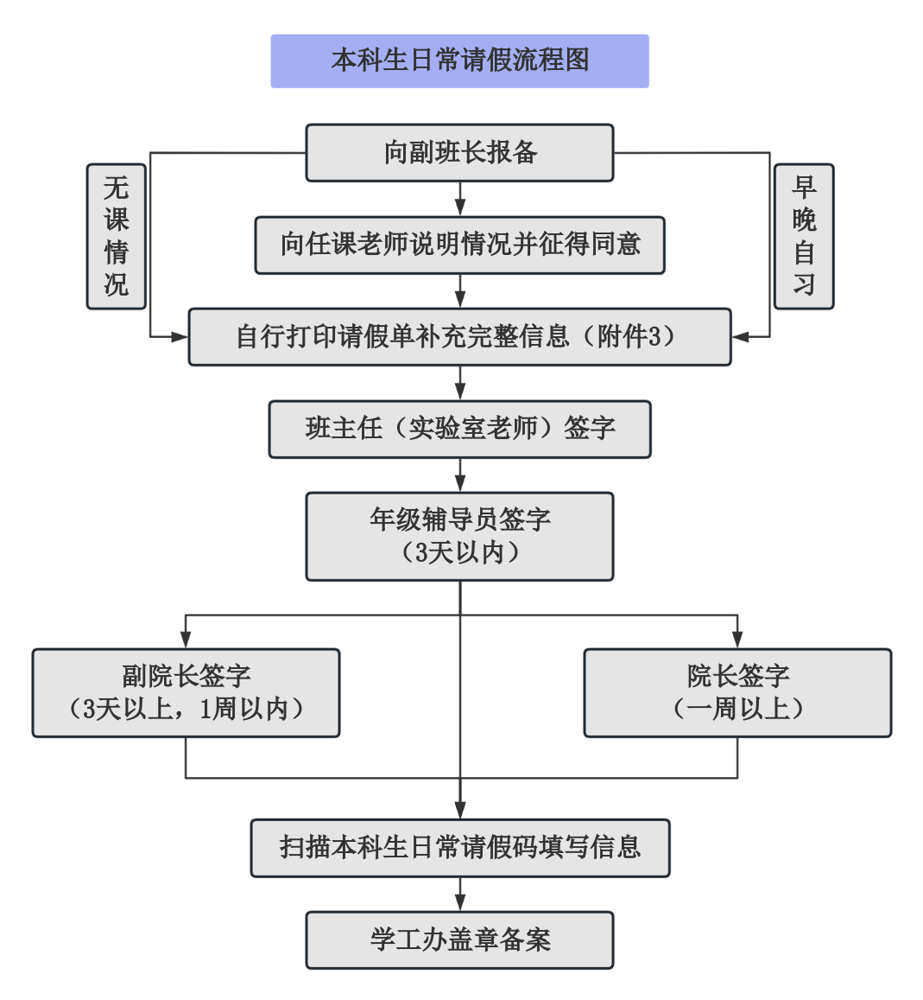 本科生日常请假流程图
向副班长报备
无
课
情
况
早
晚
自
习
向任课老师说明情况并征得同意
自行打印请假单补充完整信息（附件3）
班主任（实验室老师）签字
年级辅导员签字
（3天以内）
副院长签字
（3天以上，1周以内）
院长签字
（一周以上）
扫描本科生日常请假码填写信息
学工办盖章备案